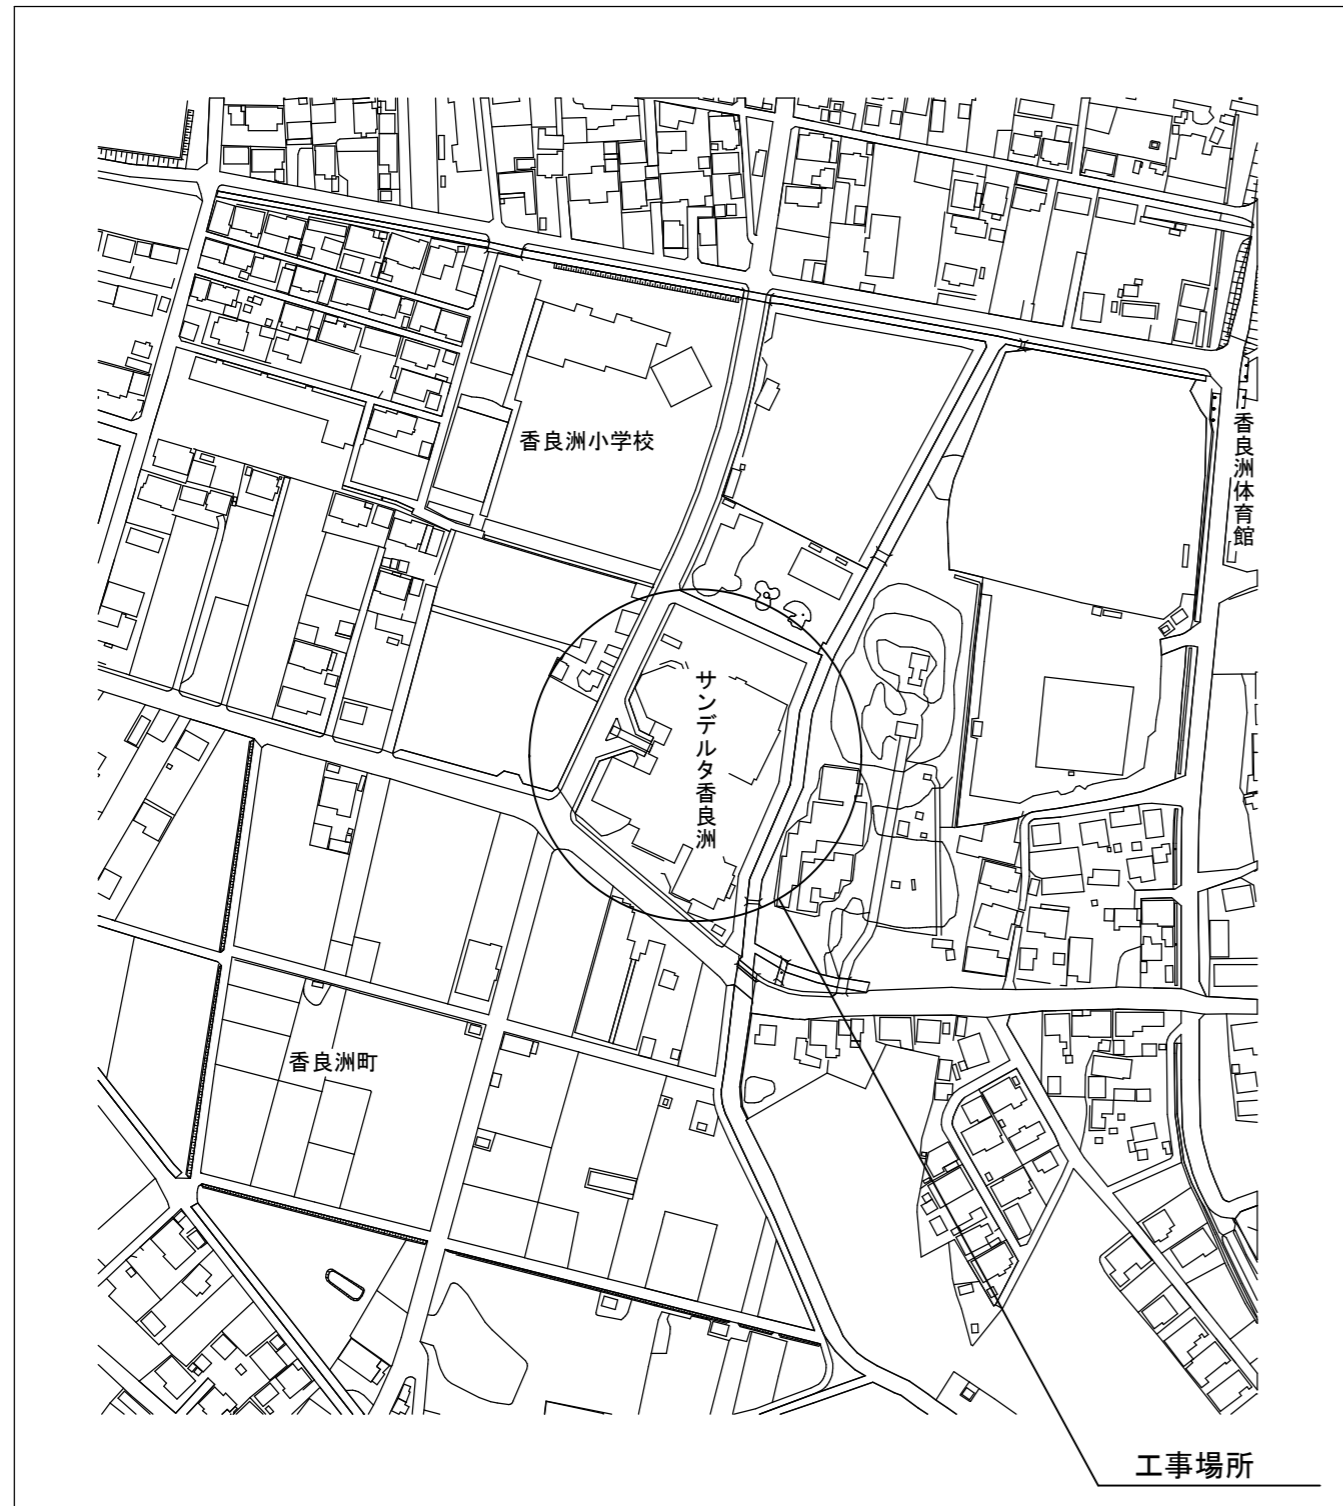 香良洲小学校
香良洲体育館
サンデルタ香良洲
香良洲町
工事場所